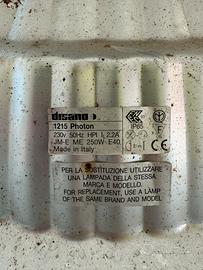 disano
1215 Photon
230v 50Hz HPI I. 2,2A
JM-E ME 250W E40
Made in Italy
IP65
F
CE
PER LA SOSTITUZIONE UTILIZZARE
UNA LAMPADA DELLA STESSA
MARCA E MODELLO.
FOR REPLACEMENT, USE A LAMP
OF THE SAME BRAND AND MODEL